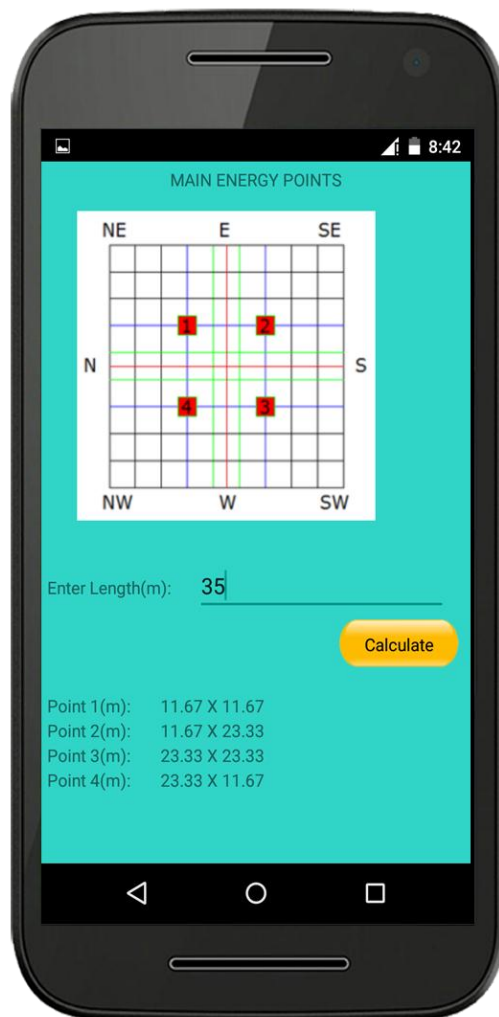 8:42
MAIN ENERGY POINTS
NE E SE
1 2
N S
4 3
NW W SW
Enter Length(m): 35
Calculate
Point 1(m): 11.67 X 11.67
Point 2(m): 11.67 X 23.33
Point 3(m): 23.33 X 23.33
Point 4(m): 23.33 X 11.67